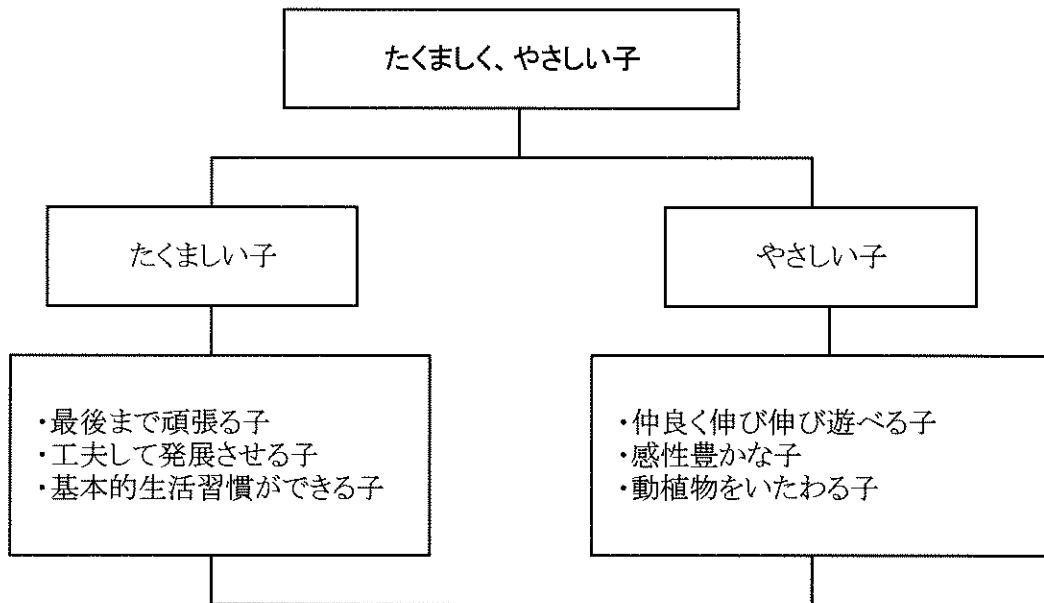 たくましく、やさしい子
たくましい子
やさしい子
・最後まで頑張る子
・工夫して発展させる子
・基本的生活習慣ができる子
・仲良く伸び伸び遊べる子
・感性豊かな子
・動植物をいたわる子